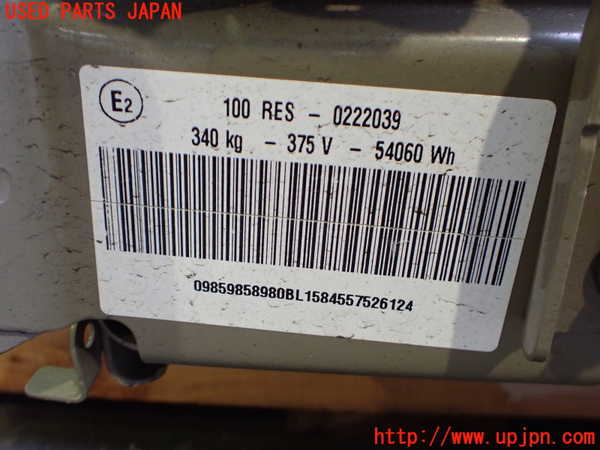 USED PARTS JAPAN
E2
100 RES - 0222039
340 kg - 375 V - 54060 Wh
09859858980BL1584557526124
http://www.upjpn.com/